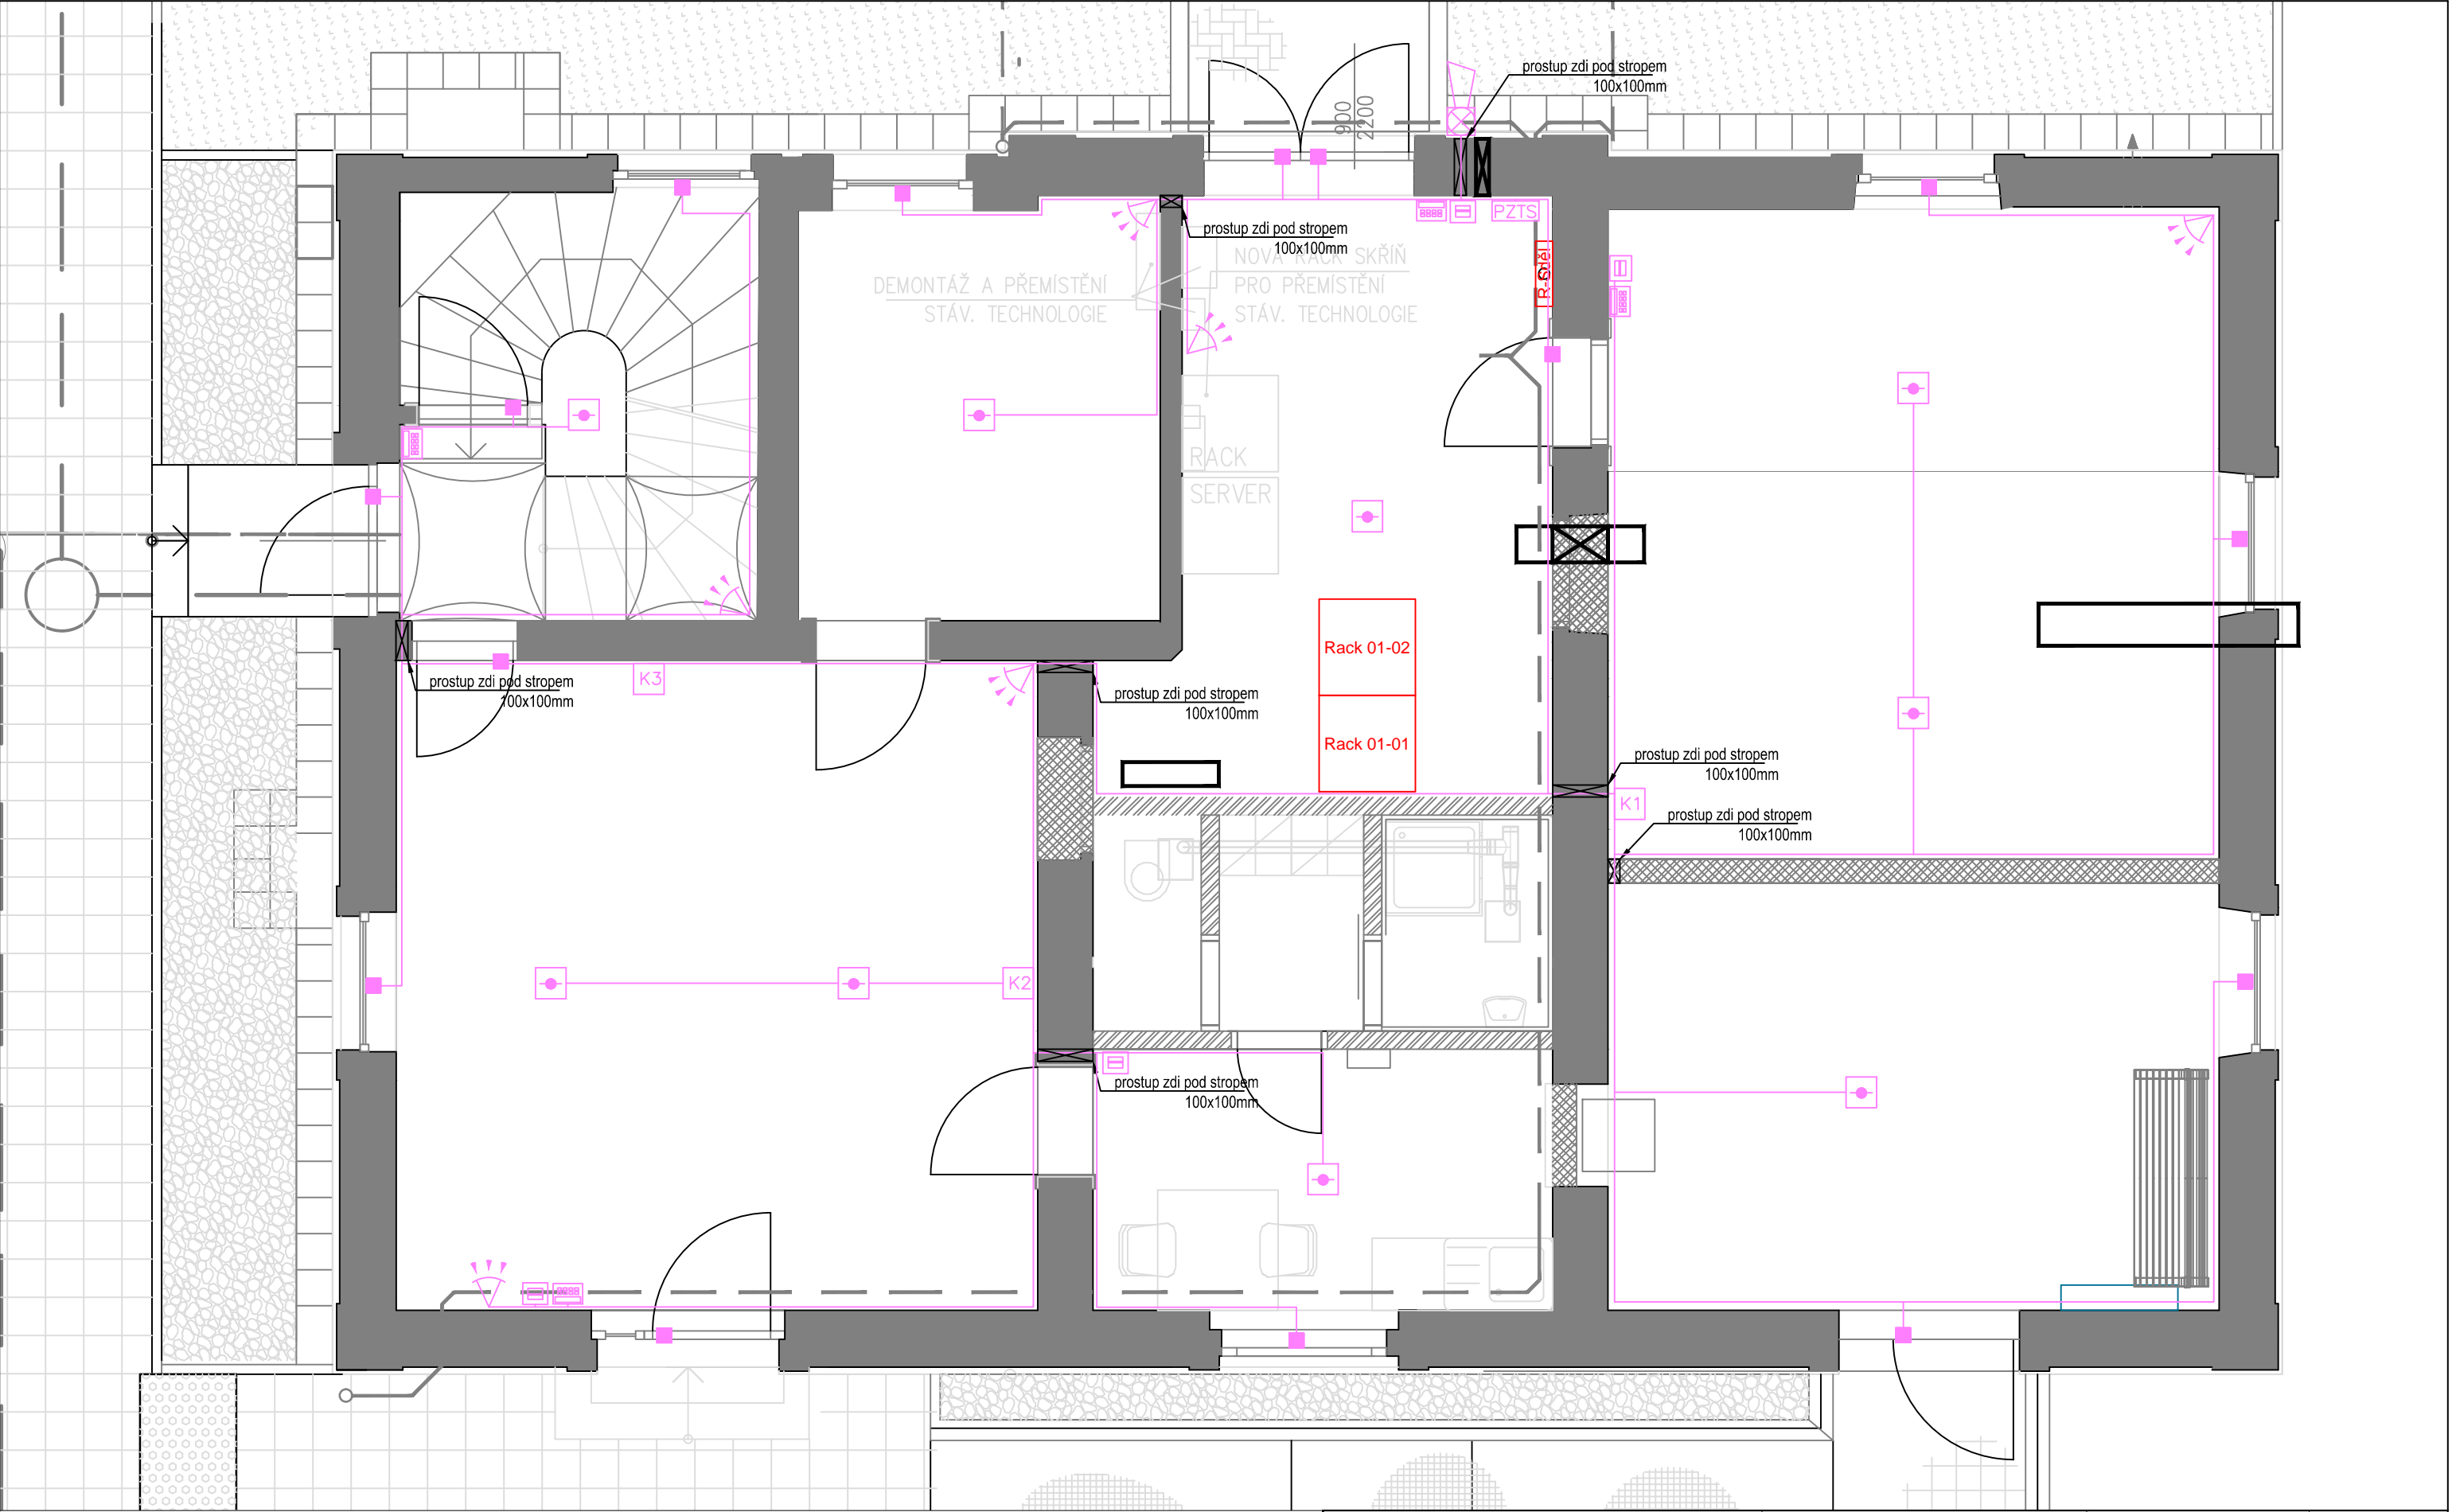 prostup zdi pod stropem
100x100mm
900
2200
PZTS
prostup zdi pod stropem
100x100mm
DEMONTÁŽ A PŘEMÍSTĚNÍ
STÁV. TECHNOLOGIE
NOVÁ RACK SKŘÍŇ
PRO PŘEMÍSTĚNÍ
STÁV. TECHNOLOGIE
RACK
SERVER
Rack 01-02
Rack 01-01
K3
prostup zdi pod stropem
100x100mm
prostup zdi pod stropem
100x100mm
prostup zdi pod stropem
100x100mm
K1
prostup zdi pod stropem
100x100mm
K2
prostup zdi pod stropem
100x100mm